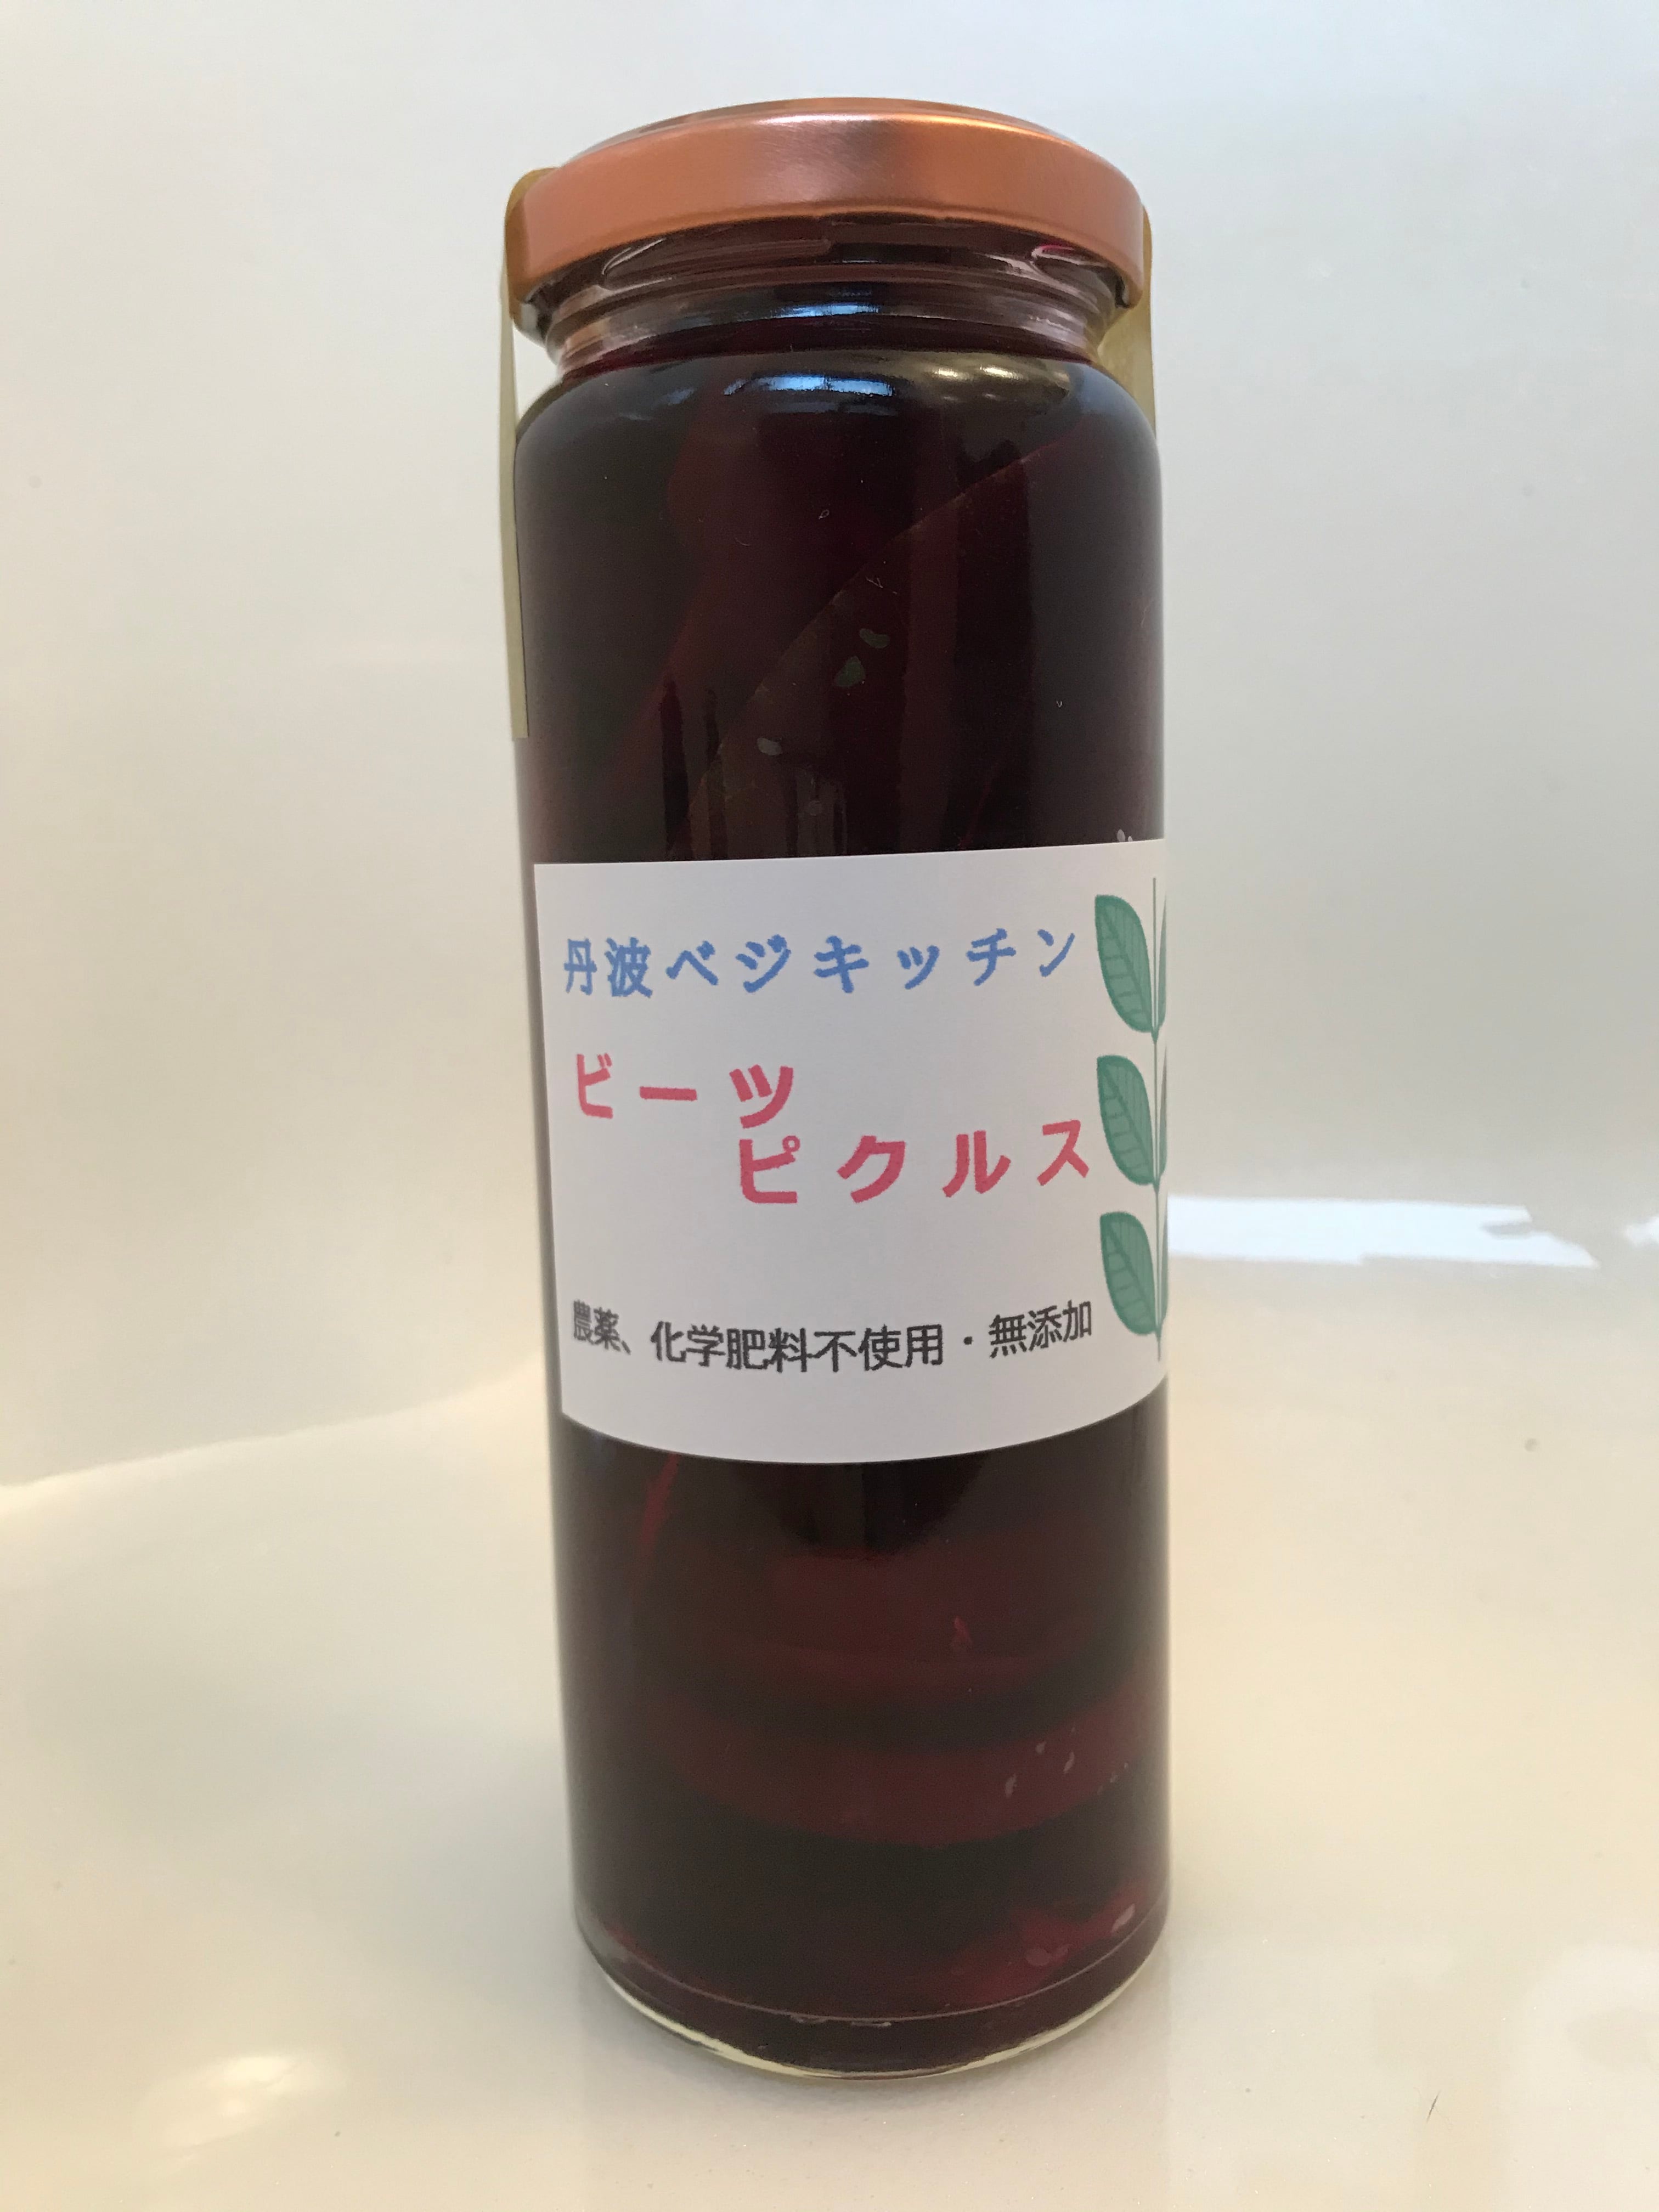 丹波ベジキッチン
ビーツ
ピクルス
農薬、化学肥料不使用・無添加